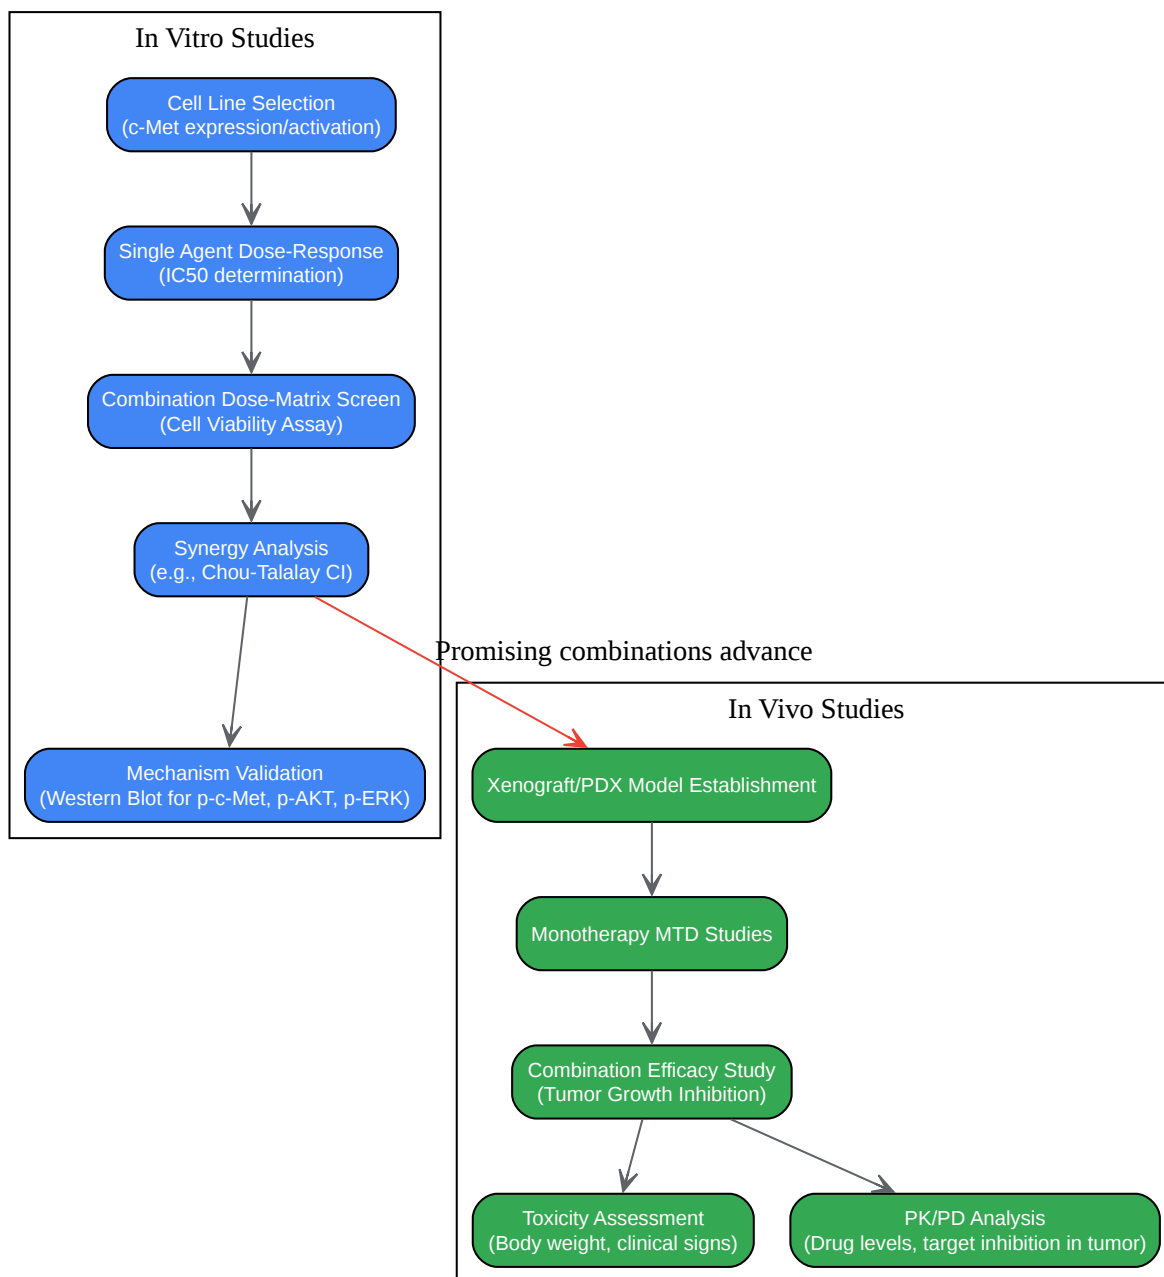 In Vitro Studies
Cell Line Selection
(c-Met expression/activation)
Single Agent Dose-Response
(IC50 determination)
Combination Dose-Matrix Screen
(Cell Viability Assay)
Synergy Analysis
(e.g., Chou-Talalay CI)
Promising combinations advance
Mechanism Validation
(Western Blot for p-c-Met, p-AKT, p-ERK)
In Vivo Studies
Xenograft/PDX Model Establishment
Monotherapy MTD Studies
Combination Efficacy Study
(Tumor Growth Inhibition)
Toxicity Assessment
(Body weight, clinical signs)
PK/PD Analysis
(Drug levels, target inhibition in tumor)